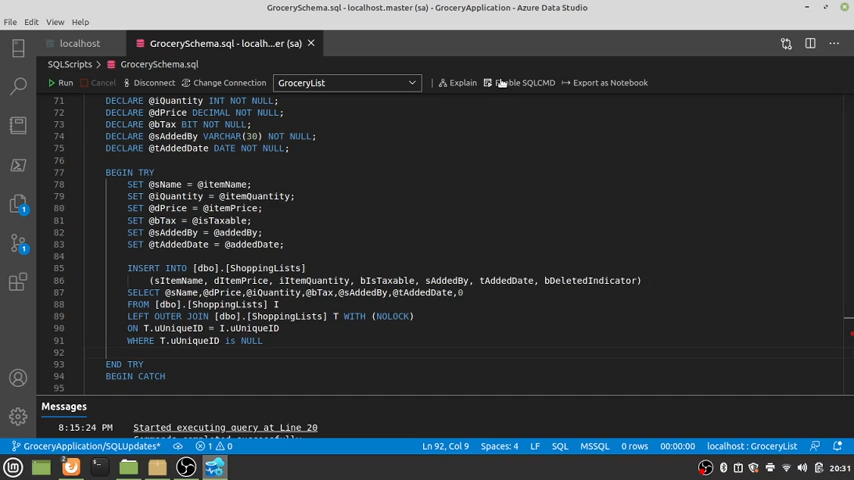 GrocerySchema.sql - localhost.master (sa) - GroceryApplication - Azure Data Studio
File Edit View Help
localhost GrocerySchema.sql - localh...er (sa)
SQLScripts > GrocerySchema.sql
Run Cancel Disconnect Change Connection GroceryList Explain Enable SQLCMD Export as Notebook
71 DECLARE @iQuantity INT NOT NULL;
72 DECLARE @dPrice DECIMAL NOT NULL;
73 DECLARE @bTax BIT NOT NULL;
74 DECLARE @sAddedBy VARCHAR(30) NOT NULL;
75 DECLARE @tAddedDate DATE NOT NULL;
76
77 BEGIN TRY
78 SET @sName = @itemName;
79 SET @iQuantity = @itemQuantity;
80 SET @dPrice = @itemPrice;
81 SET @bTax = @isTaxable;
82 SET @sAddedBy = @addedBy;
83 SET @tAddedDate = @addedDate;
84
85 INSERT INTO [dbo].[ShoppingLists]
86 (sItemName, dItemPrice, iItemQuantity, bIsTaxable, sAddedBy, tAddedDate, bDeletedIndicator)
87 SELECT @sName,@dPrice,@iQuantity,@bTax,@sAddedBy,@tAddedDate,0
88 FROM [dbo].[ShoppingLists] I
89 LEFT OUTER JOIN [dbo].[ShoppingLists] T WITH (NOLOCK)
90 ON T.uUniqueID = I.uUniqueID
91 WHERE T.uUniqueID is NULL
92
93 END TRY
94 BEGIN CATCH
95
Messages
8:15:24 PM Started executing query at Line 20
Commands completed successfully.
GroceryApplication/SQLUpdates* 1 0 Ln 92, Col 9 Spaces: 4 LF SQL MSSQL 0 rows 00:00:00 localhost : GroceryList
20:31